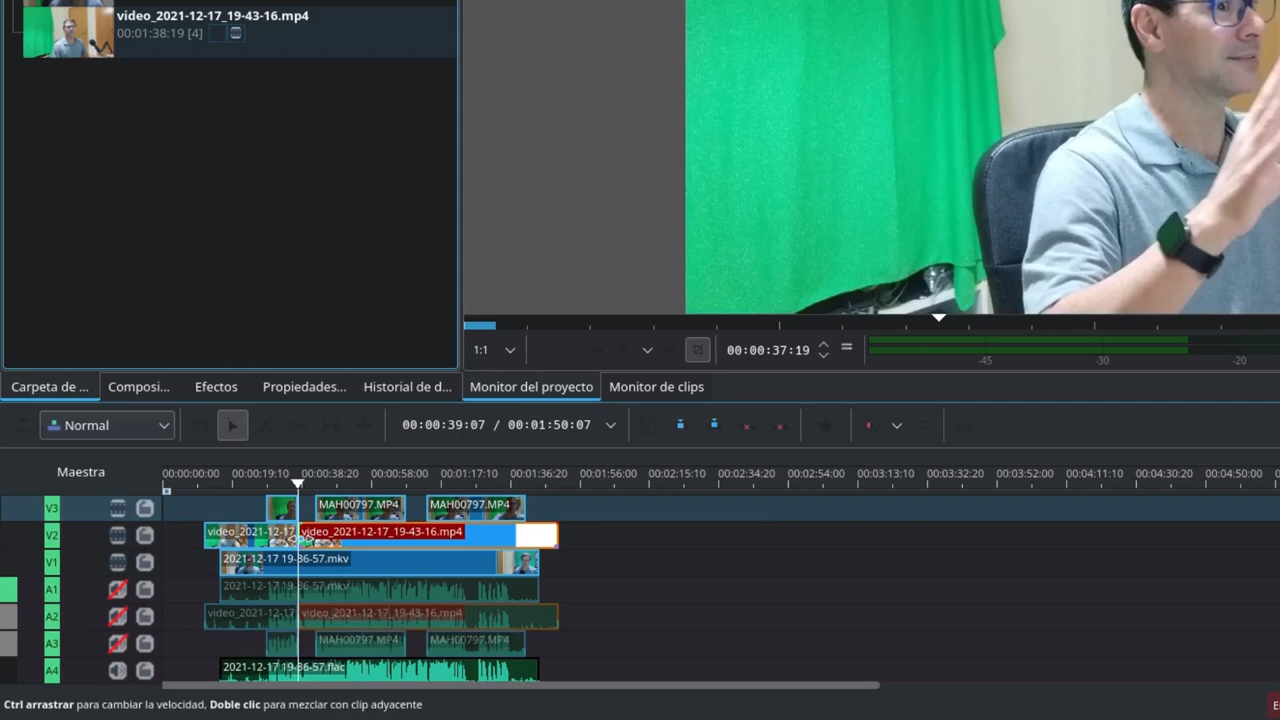 video_2021-12-17_19-43-16.mp4
00:01:38:19 [4]
1:1
00:00:37:19
-45
-30
-20
Carpeta de ...
Composi...
Efectos
Propiedades...
Historial de d...
Monitor del proyecto
Monitor de clips
Normal
00:00:39:07 / 00:01:50:07
Maestra
00:00:00:00
00:00:19:10
00:00:38:20
00:00:58:00
00:01:17:10
00:01:36:20
00:01:56:00
00:02:15:10
00:02:34:20
00:02:54:00
00:03:13:10
00:03:32:20
00:03:52:00
00:04:11:10
00:04:30:20
00:04:50:00
V3
MAH00797.MP4
MAH00797.MP4
V2
video_2021-12-17
video_2021-12-17_19-43-16.mp4
V1
2021-12-17 19-36-57.mkv
A1
2021-12-17 19-36-57.mkv
A2
video_2021-12-17
video_2021-12-17_19-43-16.mp4
A3
MAH00797.MP4
MAH00797.MP4
A4
2021-12-17 19-36-57.flac
Ctrl arrastrar para cambiar la velocidad, Doble clic para mezclar con clip adyacente